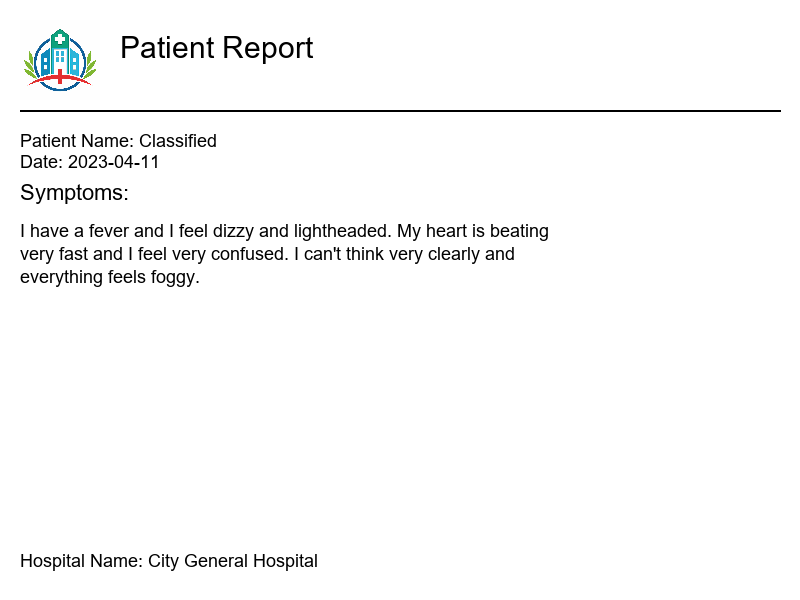 Patient Report
Patient Name: Classified
Date: 2023-04-11
Symptoms:
I have a fever and I feel dizzy and lightheaded. My heart is beating
very fast and I feel very confused. I can't think very clearly and
everything feels foggy.
Hospital Name: City General Hospital